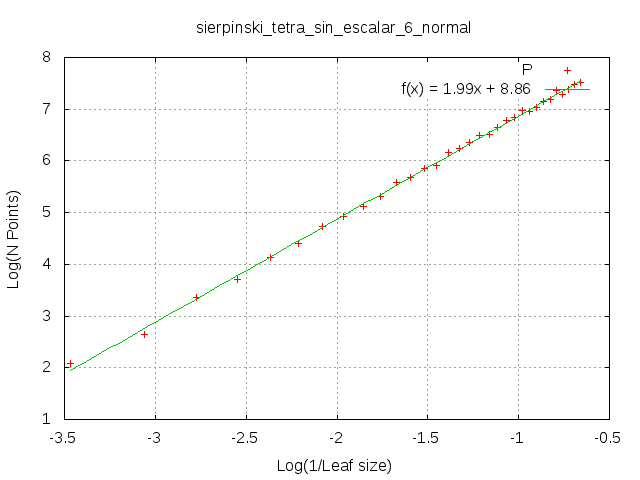 sierpinski_tetra_sin_escalar_6_normal
8
P
f(x) = 1.99x + 8.86
7
6
5
4
3
2
1
Log(N Points)
-3.5 -3 -2.5 -2 -1.5 -1 -0.5
Log(1/Leaf size)